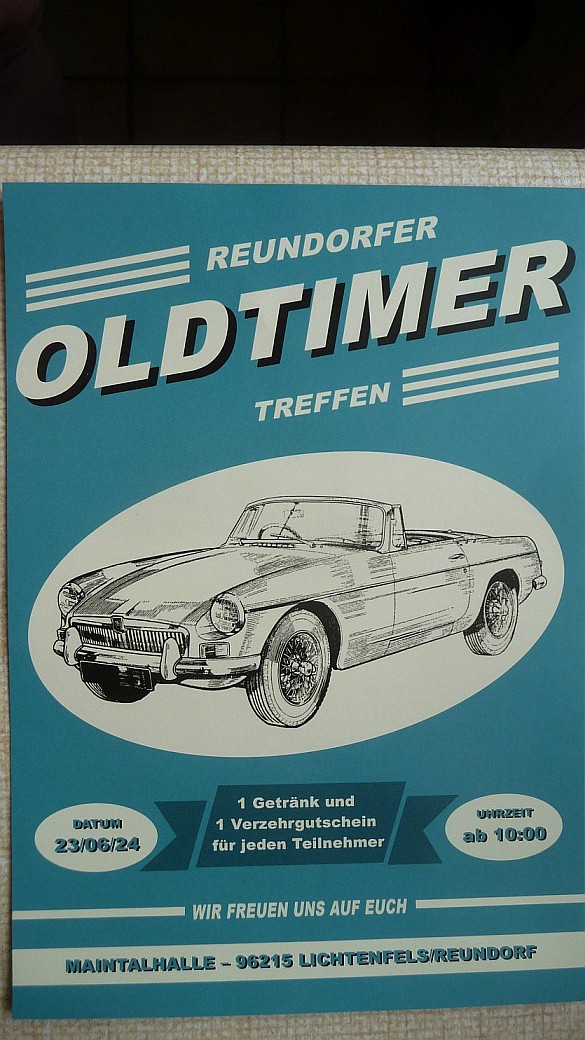 REUNDORFER
OLDTIMER
TREFFEN
1 Getränk und
1 Verzehrgutschein
für jeden Teilnehmer
DATUM
23/06/24
UHRZEIT
ab 10:00
WIR FREUEN UNS AUF EUCH
MAINTALHALLE – 96215 LICHTENFELS/REUNDORF